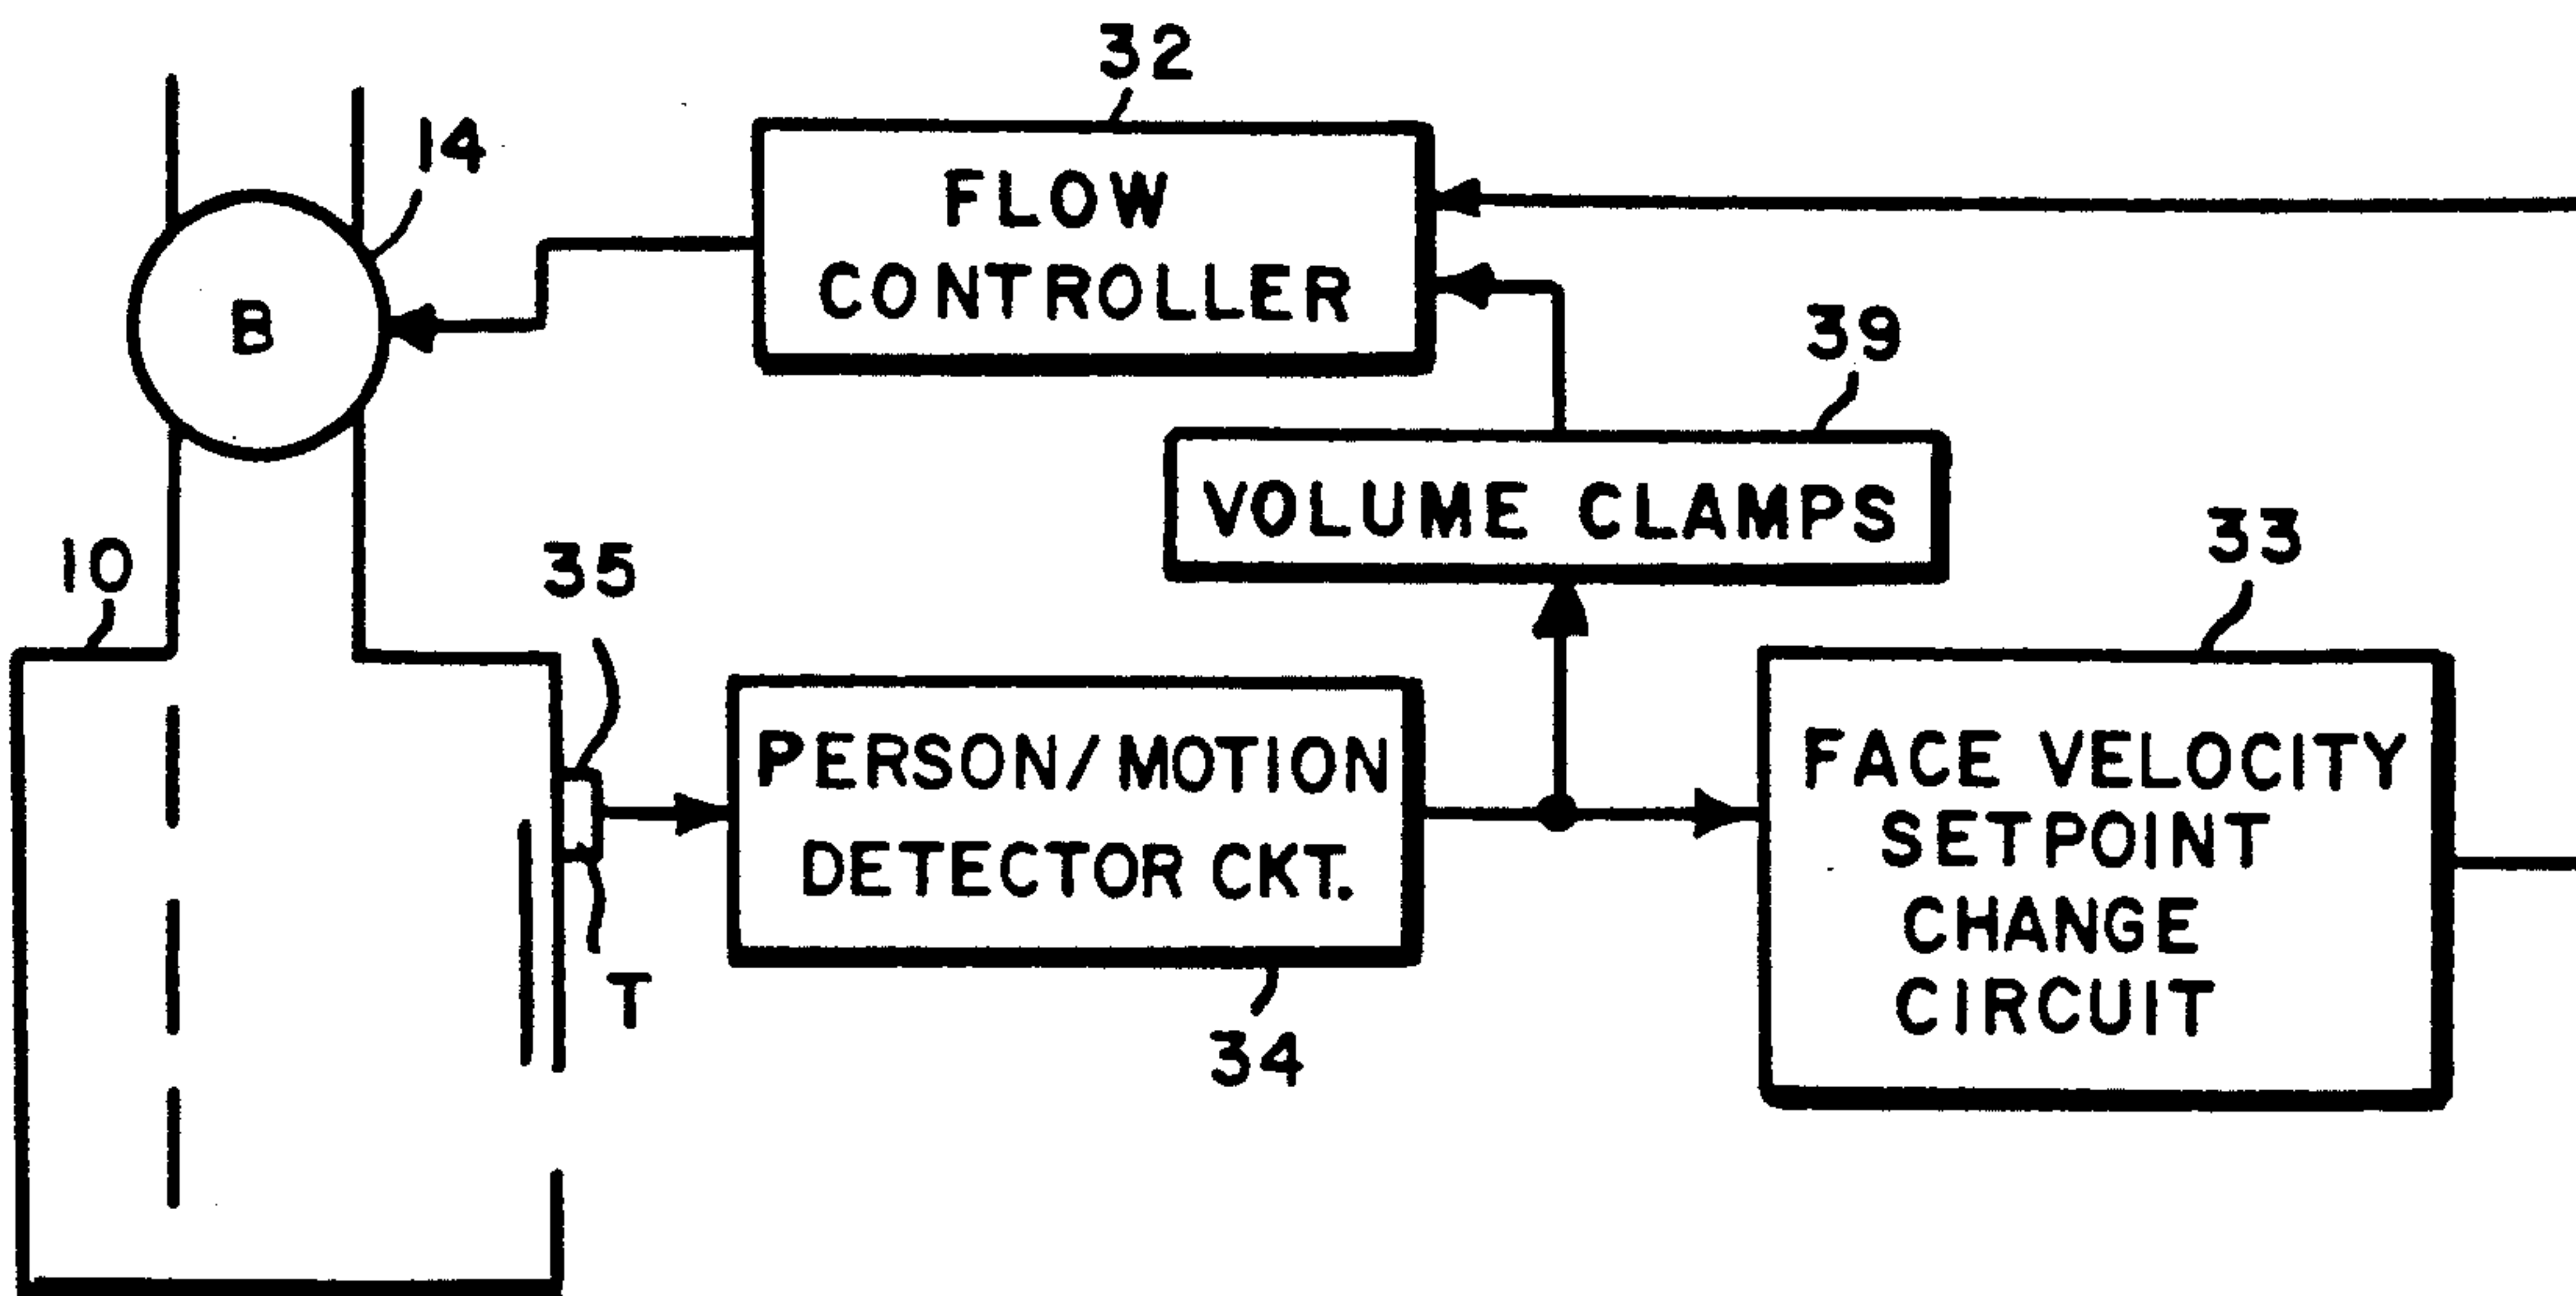 32
14
FLOW
CONTROLLER
B
39
VOLUME CLAMPS
10
35
33
PERSON/MOTION
DETECTOR CKT.
FACE VELOCITY
SETPOINT
CHANGE
CIRCUIT
T
34